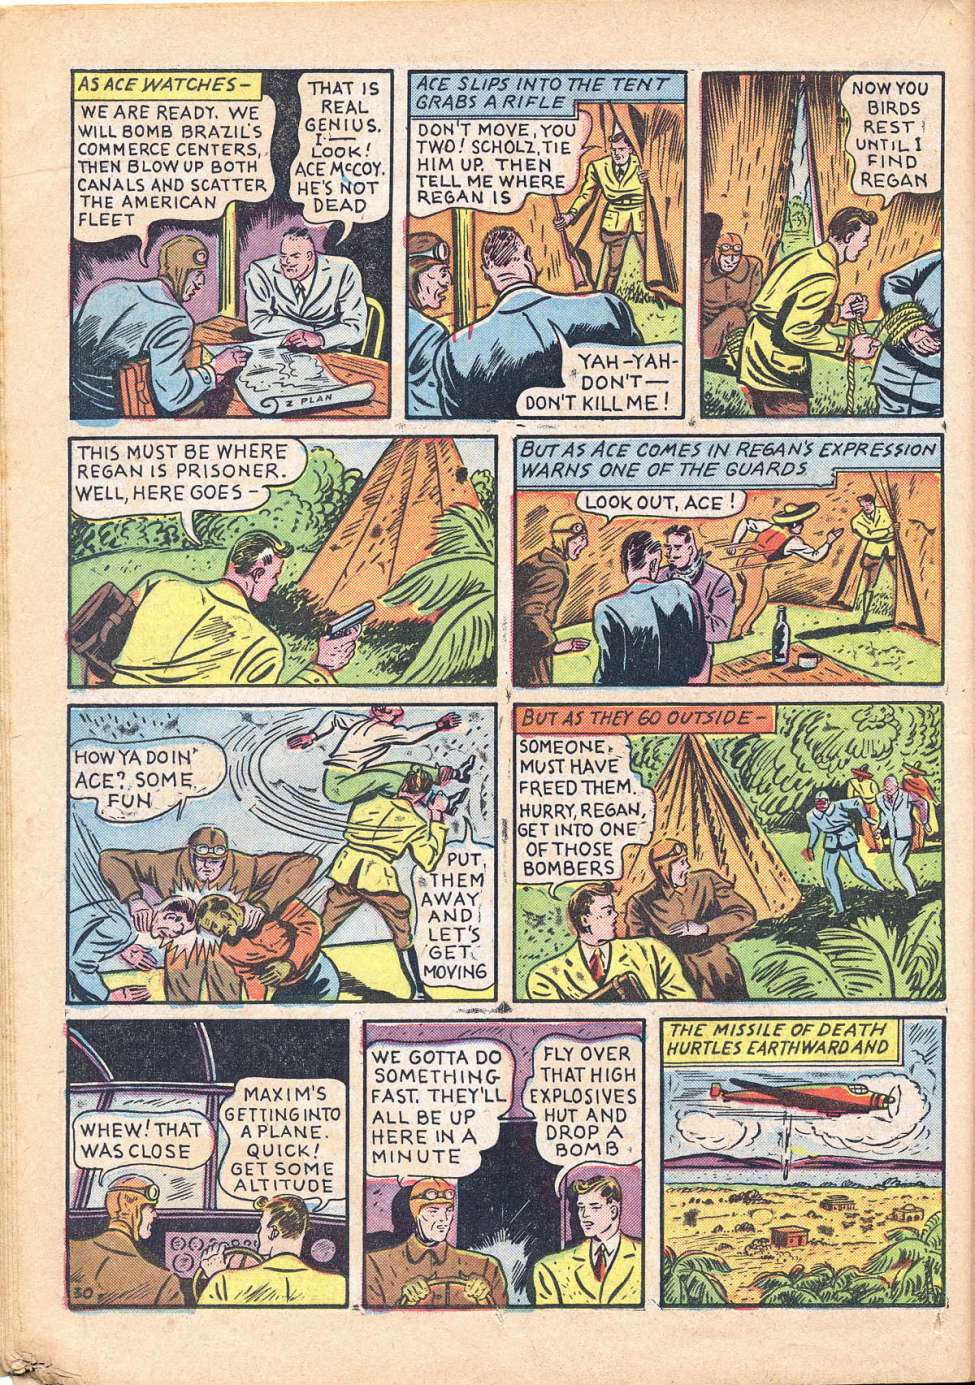 AS ACE WATCHES—
WE ARE READY. WE
WILL BOMB BRAZIL'S
COMMERCE CENTERS,
THEN BLOW UP BOTH
CANALS AND SCATTER
THE AMERICAN
FLEET
THAT IS
REAL
GENIUS.
I—
LOOK!
ACE McCOY.
HE'S NOT
DEAD
Z PLAN
ACE SLIPS INTO THE TENT
GRABS A RIFLE
DON'T MOVE, YOU
TWO! SCHOLZ, TIE
HIM UP. THEN
TELL ME WHERE
REGAN IS
YAH-YAH-
DON'T—
DON'T KILL ME!
NOW YOU
BIRDS
REST
UNTIL I
FIND
REGAN
THIS MUST BE WHERE
REGAN IS PRISONER.
WELL, HERE GOES—
BUT AS ACE COMES IN REGAN'S EXPRESSION
WARNS ONE OF THE GUARDS
LOOK OUT, ACE!
HOW YA DOIN'
ACE? SOME
FUN
PUT
THEM
AWAY
AND
LET'S
GET
MOVING
BUT AS THEY GO OUTSIDE—
SOMEONE
MUST HAVE
FREED THEM.
HURRY, REGAN,
GET INTO ONE
OF THOSE
BOMBERS
WHEW! THAT
WAS CLOSE
MAXIM'S
GETTING INTO
A PLANE.
QUICK!
GET SOME
ALTITUDE
30
WE GOTTA DO
SOMETHING
FAST. THEY'LL
ALL BE UP
HERE IN A
MINUTE
FLY OVER
THAT HIGH
EXPLOSIVES
HUT AND
DROP A
BOMB
THE MISSILE OF DEATH
HURTLES EARTHWARD AND